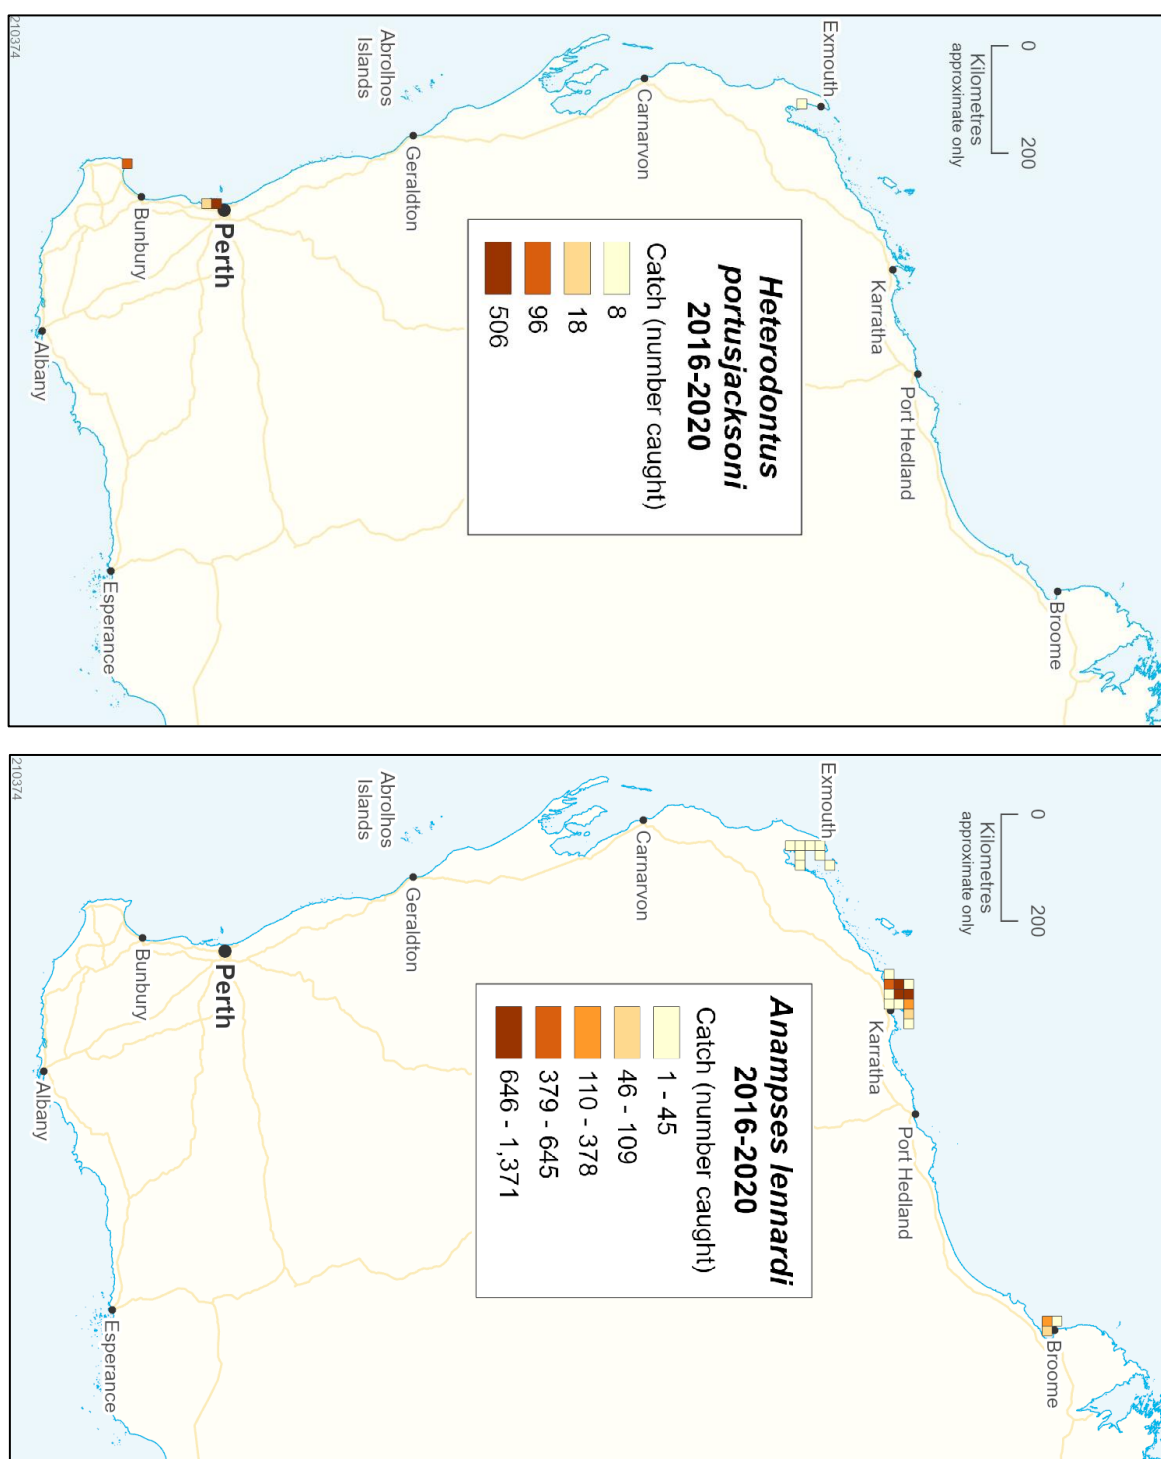 Exmouth
0
200
Kilometres
approximate only
Broome
Port Hedland
Karratha
Carnarvon
Geraldton
Abrolhos
Islands
Perth
Bunbury
Albany
Esperance
Heterodontus
portusjacksoni
2016-2020
Catch (number caught)
8
18
96
506
210374
Exmouth
0
200
Kilometres
approximate only
Broome
Port Hedland
Karratha
Carnarvon
Geraldton
Abrolhos
Islands
Perth
Bunbury
Albany
Esperance
Anampses lennardi
2016-2020
Catch (number caught)
1 - 45
46 - 109
110 - 378
379 - 645
646 - 1,371
210374